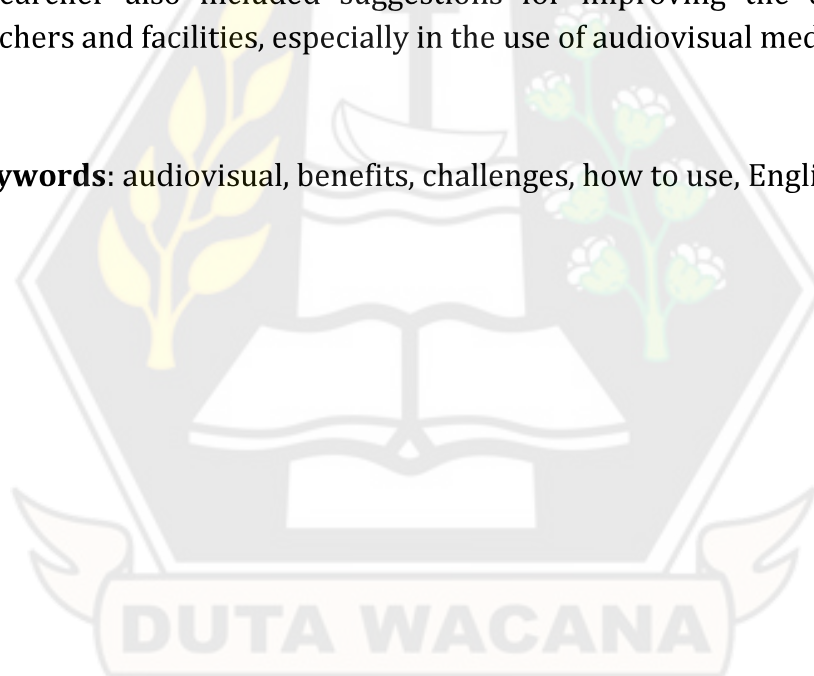 earcher also included suggestions for improving the
chers and facilities, especially in the use of audiovisual med
ywords: audiovisual, benefits, challenges, how to use, Engli
DUTA WACANA